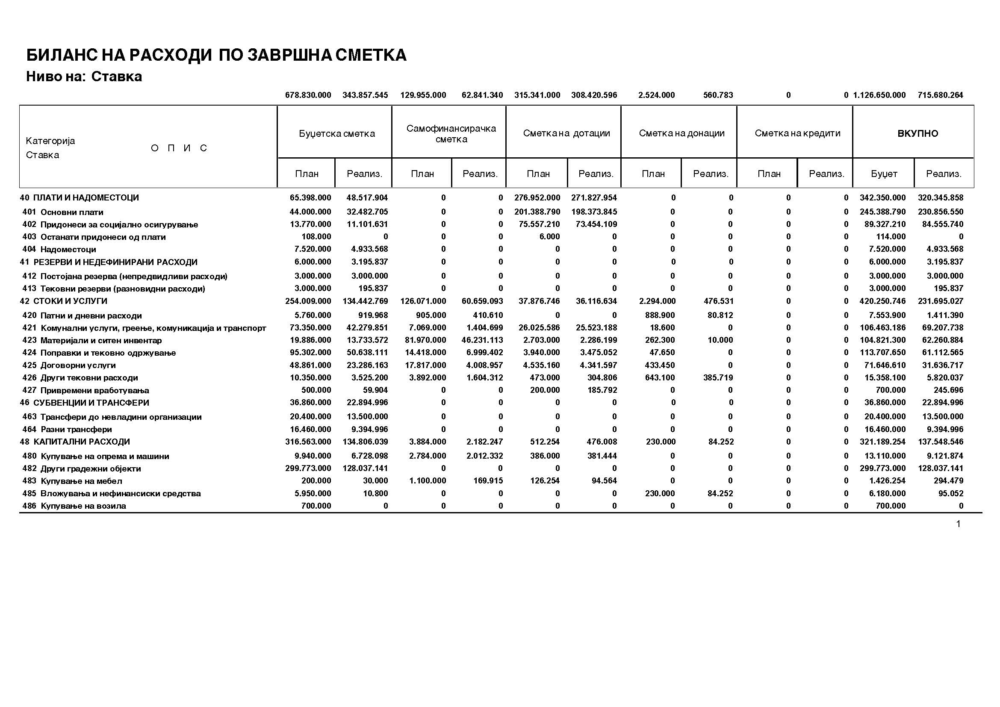 БИЛАНС НА РАСХОДИ ПО ЗАВРШНА СМЕТКА
Ниво на: Ставка
678.830.000 343.857.545 129.955.000 62.841.340 315.341.000 308.420.596 2.524.000 560.783 0 0 1.126.650.000 715.680.264
Категорија
Ставка
О П И С
Буџетска сметка
Самофинансирачка
сметка
Сметка на дотации
Сметка на донации
Сметка на кредити
ВКУПНО
План Реализ. План Реализ. План Реализ. План Реализ. План Реализ. Буџет Реализ.
40 ПЛАТИ И НАДОМЕСТОЦИ 65.398.000 48.517.904 0 0 276.952.000 271.827.954 0 0 0 0 342.350.000 320.345.858
401 Основни плати 44.000.000 32.482.705 0 0 201.388.790 198.373.845 0 0 0 0 245.388.790 230.856.550
402 Придонеси за социјално осигурување 13.770.000 11.101.631 0 0 75.557.210 73.454.109 0 0 0 0 89.327.210 84.555.740
403 Останати придонеси од плати 108.000 0 0 0 6.000 0 0 0 0 0 114.000 0
404 Надоместоци 7.520.000 4.933.568 0 0 0 0 0 0 0 0 7.520.000 4.933.568
41 РЕЗЕРВИ И НЕДЕФИНИРАНИ РАСХОДИ 6.000.000 3.195.837 0 0 0 0 0 0 0 0 6.000.000 3.195.837
412 Постојана резерва (непредвидливи расходи) 3.000.000 3.000.000 0 0 0 0 0 0 0 0 3.000.000 3.000.000
413 Тековни резерви (разновидни расходи) 3.000.000 195.837 0 0 0 0 0 0 0 0 3.000.000 195.837
42 СТОКИ И УСЛУГИ 254.009.000 134.442.769 126.071.000 60.659.093 37.876.746 36.116.634 2.294.000 476.531 0 0 420.250.746 231.695.027
420 Патни и дневни расходи 5.760.000 919.968 905.000 410.610 0 0 888.900 80.812 0 0 7.553.900 1.411.390
421 Комунални услуги, греење, комуникација и транспорт 73.350.000 42.279.851 7.069.000 1.404.699 26.025.586 25.523.188 18.600 0 0 0 106.463.186 69.207.738
423 Материјали и ситен инвентар 19.886.000 13.733.572 81.970.000 46.231.113 2.703.000 2.286.199 262.300 10.000 0 0 104.821.300 62.260.884
424 Поправки и тековно одржување 95.302.000 50.638.111 14.418.000 6.999.402 3.940.000 3.475.052 47.650 0 0 0 113.707.650 61.112.565
425 Договорни услуги 48.861.000 23.286.163 17.817.000 4.008.957 4.535.160 4.341.597 433.450 0 0 0 71.646.610 31.636.717
426 Други тековни расходи 10.350.000 3.525.200 3.892.000 1.604.312 473.000 304.806 643.100 385.719 0 0 15.358.100 5.820.037
427 Привремени вработувања 500.000 59.904 0 0 200.000 185.792 0 0 0 0 700.000 245.696
46 СУБВЕНЦИИ И ТРАНСФЕРИ 36.860.000 22.894.996 0 0 0 0 0 0 0 0 36.860.000 22.894.996
463 Трансфери до невладини организации 20.400.000 13.500.000 0 0 0 0 0 0 0 0 20.400.000 13.500.000
464 Разни трансфери 16.460.000 9.394.996 0 0 0 0 0 0 0 0 16.460.000 9.394.996
48 КАПИТАЛНИ РАСХОДИ 316.563.000 134.806.039 3.884.000 2.182.247 512.254 476.008 230.000 84.252 0 0 321.189.254 137.548.546
480 Купување на опрема и машини 9.940.000 6.728.098 2.784.000 2.012.332 386.000 381.444 0 0 0 0 13.110.000 9.121.874
482 Други градежни објекти 299.773.000 128.037.141 0 0 0 0 0 0 0 0 299.773.000 128.037.141
483 Купување на мебел 200.000 30.000 1.100.000 169.915 126.254 94.564 0 0 0 0 1.426.254 294.479
485 Вложувања и нефинансиски средства 5.950.000 10.800 0 0 0 0 230.000 84.252 0 0 6.180.000 95.052
486 Купување на возила 700.000 0 0 0 0 0 0 0 0 0 700.000 0
1